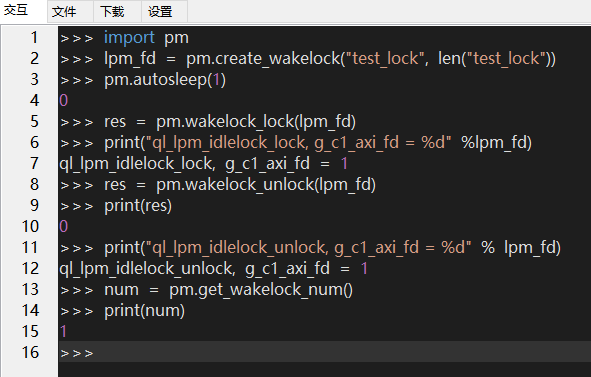 交互 文件 下载 设置
1 >>> import pm
2 >>> lpm_fd = pm.create_wakelock("test_lock", len("test_lock"))
3 >>> pm.autosleep(1)
4 0
5 >>> res = pm.wakelock_lock(lpm_fd)
6 >>> print("ql_lpm_idlelock_lock, g_c1_axi_fd = %d" %lpm_fd)
7 ql_lpm_idlelock_lock, g_c1_axi_fd = 1
8 >>> res = pm.wakelock_unlock(lpm_fd)
9 >>> print(res)
10 0
11 >>> print("ql_lpm_idlelock_unlock, g_c1_axi_fd = %d" % lpm_fd)
12 ql_lpm_idlelock_unlock, g_c1_axi_fd = 1
13 >>> num = pm.get_wakelock_num()
14 >>> print(num)
15 1
16 >>>